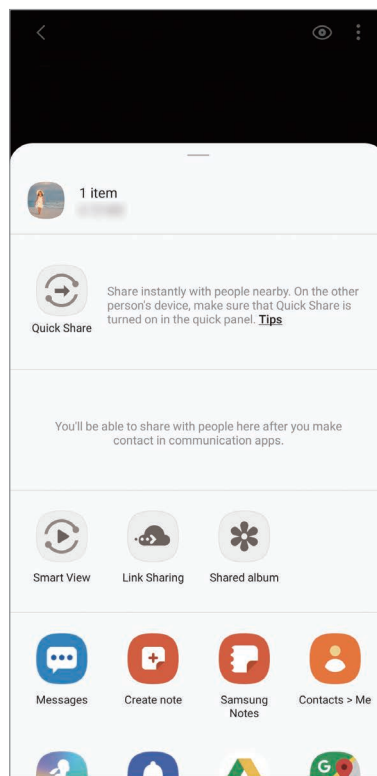 1 item
Share instantly with people nearby. On the other
person's device, make sure that Quick Share is
turned on in the quick panel. Tips
Quick Share
You'll be able to share with people here after you make
contact in communication apps.
Smart View
Link Sharing
Shared album
Messages
Create note
Samsung
Notes
Contacts > Me
G